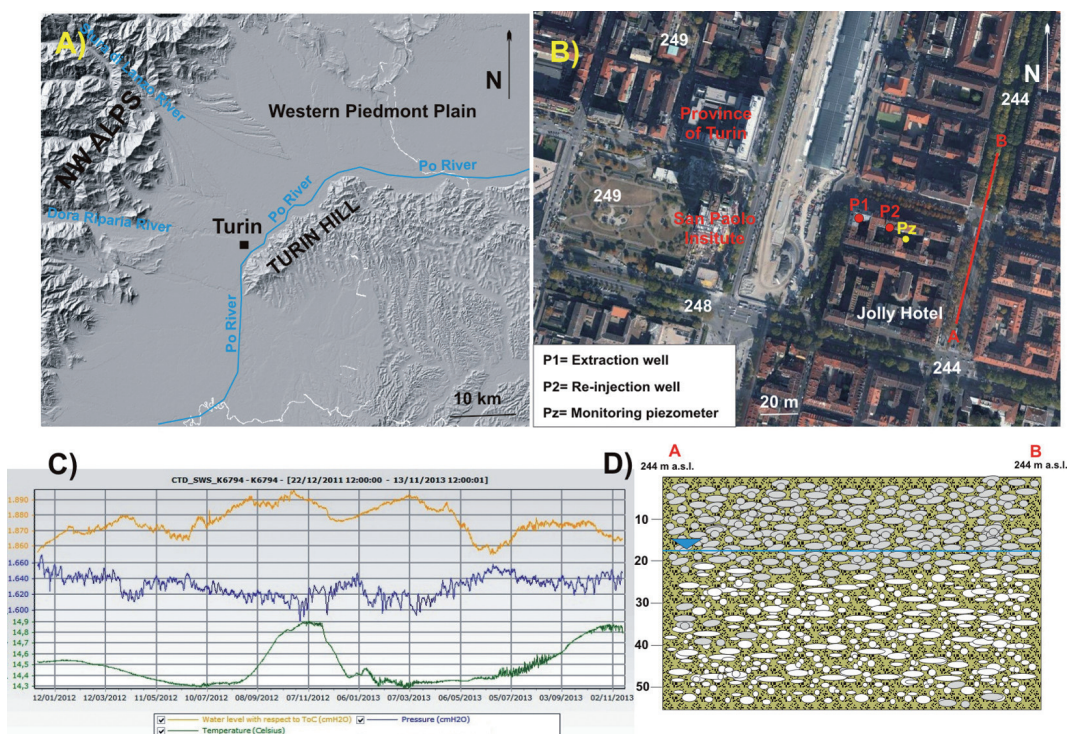 A)
Stura di Lanzo River
N
Western Piedmont Plain
NW ALPS
Po River
Dora Riparia River
Turin
Po River
TURIN HILL
Po River
10 km
B)
249
N
244
Province
of Turin
B
249
P1
P2
San Paolo
Insitute
Pz
248
Jolly Hotel
A
244
P1= Extraction well
P2= Re-injection well
Pz= Monitoring piezometer
20 m
C)
CTD_SWS_K6794 - K6794 - [22/12/2011 12:00:00 - 13/11/2013 12:00:01]
1.890
1.880
1.870
1.860
1.660
1.640
1.600
14,9
14,8
14,7
14,6
14,5
14,4
14,3
12/01/2012 12/03/2012 11/05/2012 10/07/2012 08/09/2012 07/11/2012 06/01/2013 07/03/2013 06/05/2013 05/07/2013 03/09/2013 02/11/2013
Water level with respect to ToC (cmH2O)
Pressure (cmH2O)
Temperature (Celsius)
D)
A
B
244 m a.s.l.
244 m a.s.l.
10
20
30
40
50